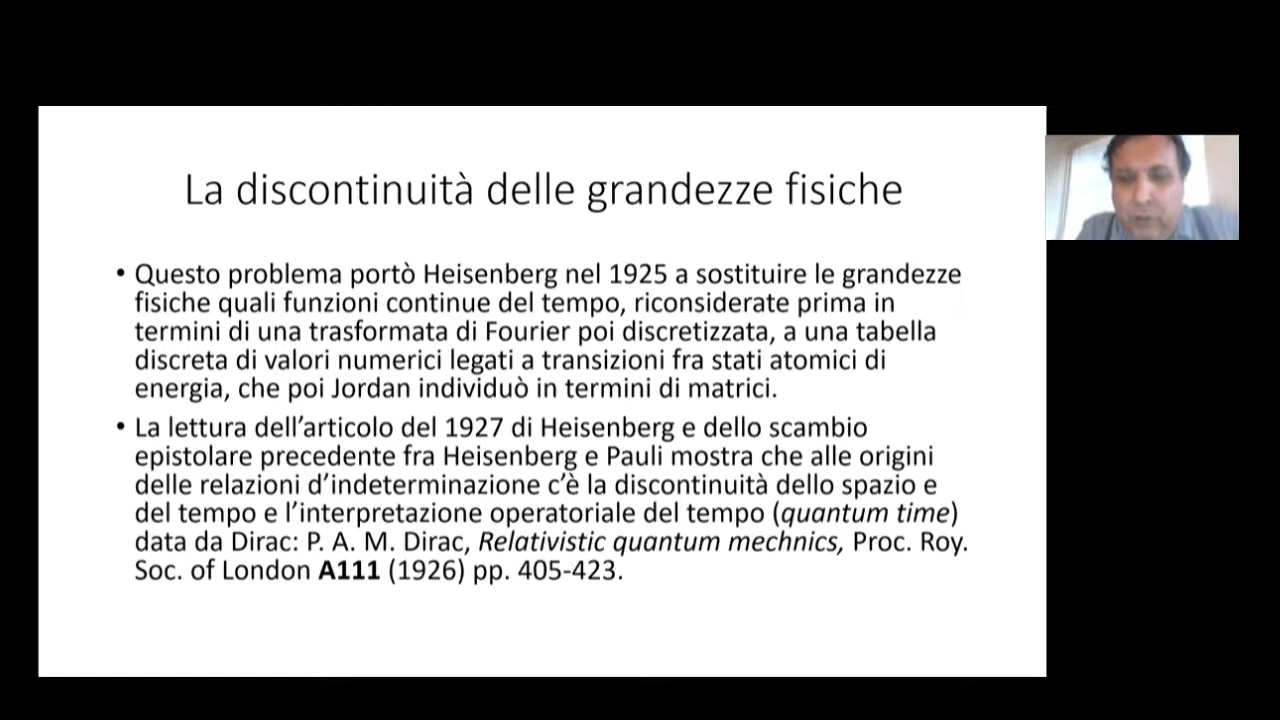 La discontinuità delle grandezze fisiche
• Questo problema portò Heisenberg nel 1925 a sostituire le grandezze
fisiche quali funzioni continue del tempo, riconsiderate prima in
termini di una trasformata di Fourier poi discretizzata, a una tabella
discreta di valori numerici legati a transizioni fra stati atomici di
energia, che poi Jordan individuò in termini di matrici.
• La lettura dell’articolo del 1927 di Heisenberg e dello scambio
epistolare precedente fra Heisenberg e Pauli mostra che alle origini
delle relazioni d’indeterminazione c’è la discontinuità dello spazio e
del tempo e l’interpretazione operatoriale del tempo (quantum time)
data da Dirac: P. A. M. Dirac, Relativistic quantum mechnics, Proc. Roy.
Soc. of London A111 (1926) pp. 405-423.